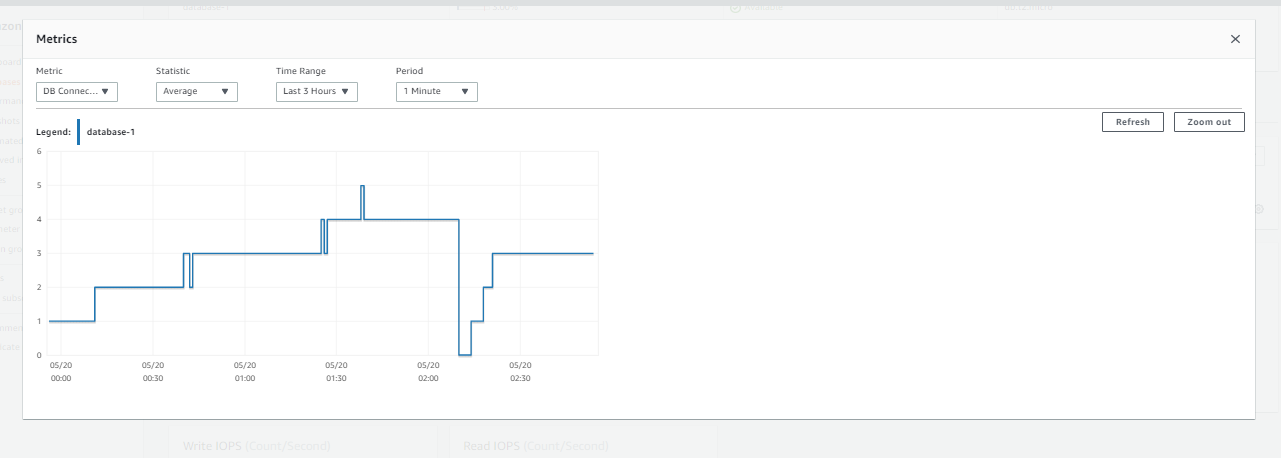 database-1
Available
Metrics
Metric
Statistic
Time Range
Period
DB Connec...
Average
Last 3 Hours
1 Minute
Legend:
database-1
Refresh
Zoom out
6
5
4
3
2
1
0
05/20
00:00
05/20
00:30
05/20
01:00
05/20
01:30
05/20
02:00
05/20
02:30
Write IOPS (Count/Second)
Read IOPS (Count/Second)